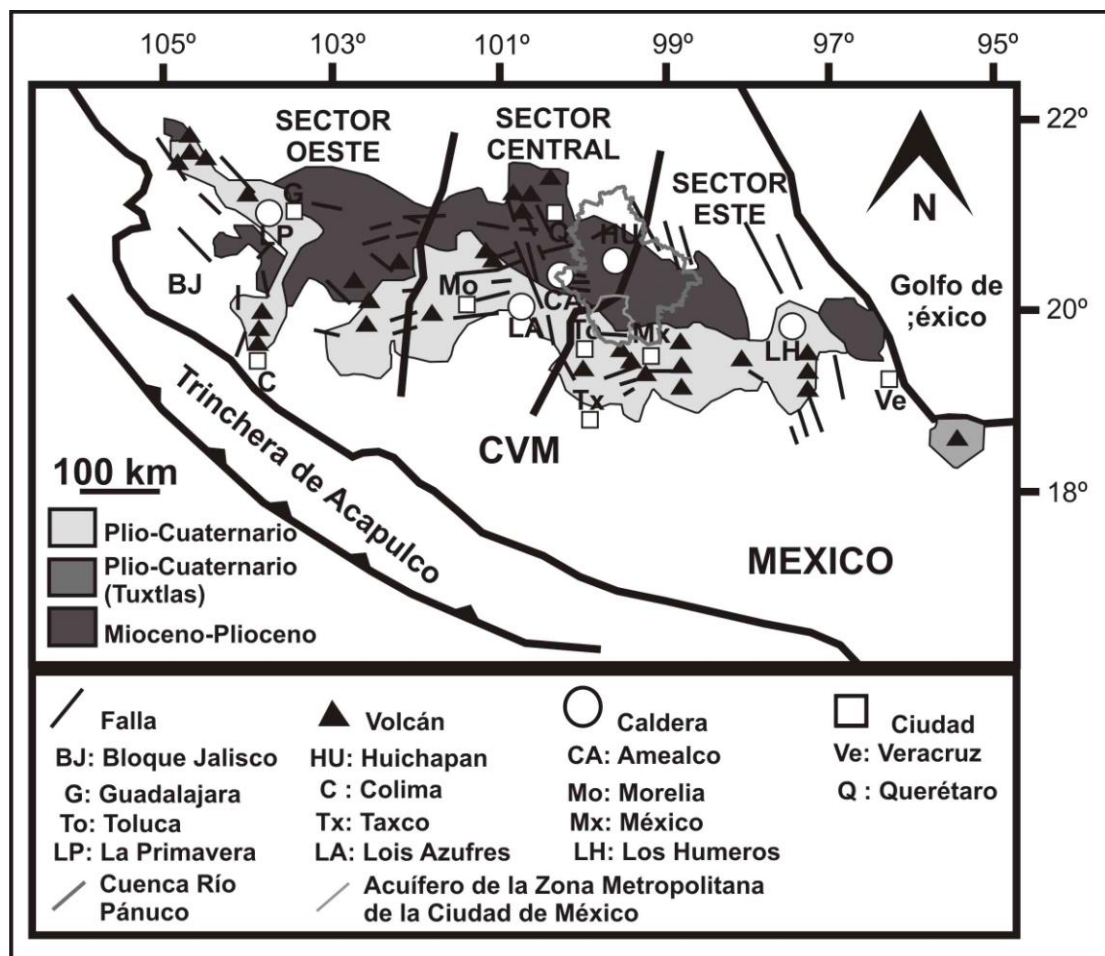 105º 103º 101º 99º 97º 95º
22º
20º
18º
SECTOR
OESTE
SECTOR
CENTRAL
SECTOR
ESTE
N
G
LP
BJ
Q
HU
CA
Mo
LA
To
Mx
LH
C
Tx
Ve
Golfo de
;éxico
CVM
MEXICO
Trinchera de Acapulco
100 km
Plio-Cuaternario
Plio-Cuaternario
(Tuxtlas)
Mioceno-Plioceno
Falla Volcán Caldera Ciudad
BJ: Bloque Jalisco HU: Huichapan CA: Amealco Ve: Veracruz
G: Guadalajara C : Colima Mo: Morelia Q : Querétaro
To: Toluca Tx: Taxco Mx: México
LP: La Primavera LA: Lois Azufres LH: Los Humeros
Cuenca Río
Pánuco
Acuífero de la Zona Metropolitana
de la Ciudad de México